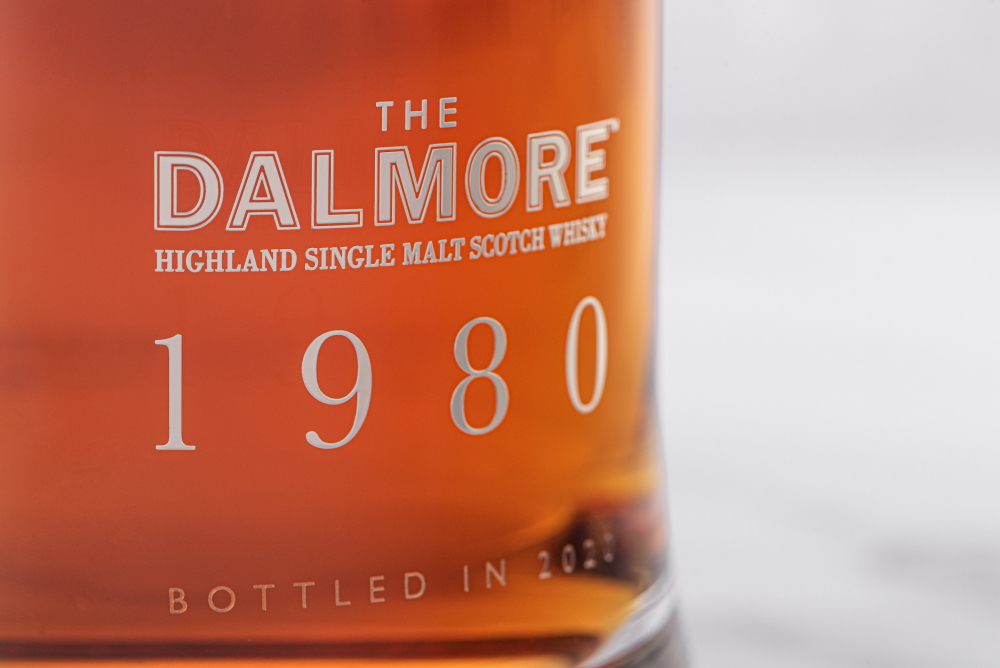 THE
DALMORE
HIGHLAND SINGLE MALT SCOTCH WHISKY
1980
BOTTLED IN